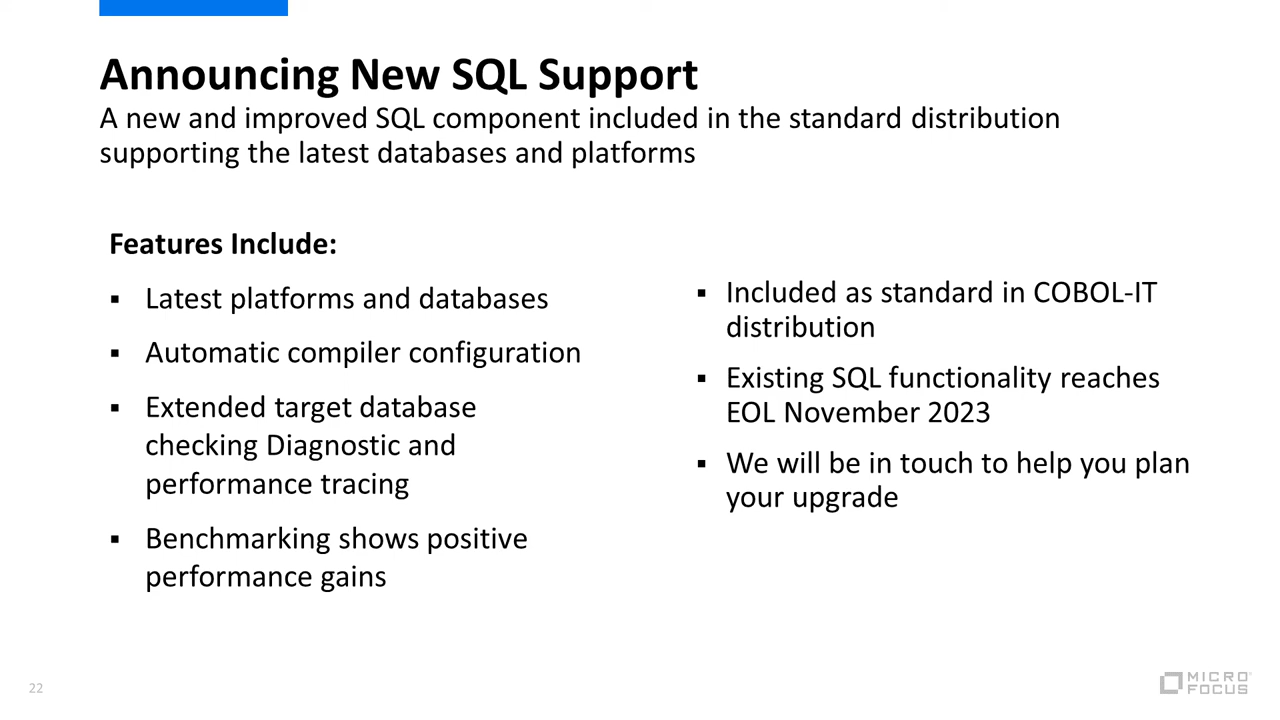 Announcing New SQL Support
A new and improved SQL component included in the standard distribution
supporting the latest databases and platforms
Features Include:
▪ Latest platforms and databases
▪ Automatic compiler configuration
▪ Extended target database
checking Diagnostic and
performance tracing
▪ Benchmarking shows positive
performance gains
▪ Included as standard in COBOL-IT
distribution
▪ Existing SQL functionality reaches
EOL November 2023
▪ We will be in touch to help you plan
your upgrade
22
MICRO
FOCUS